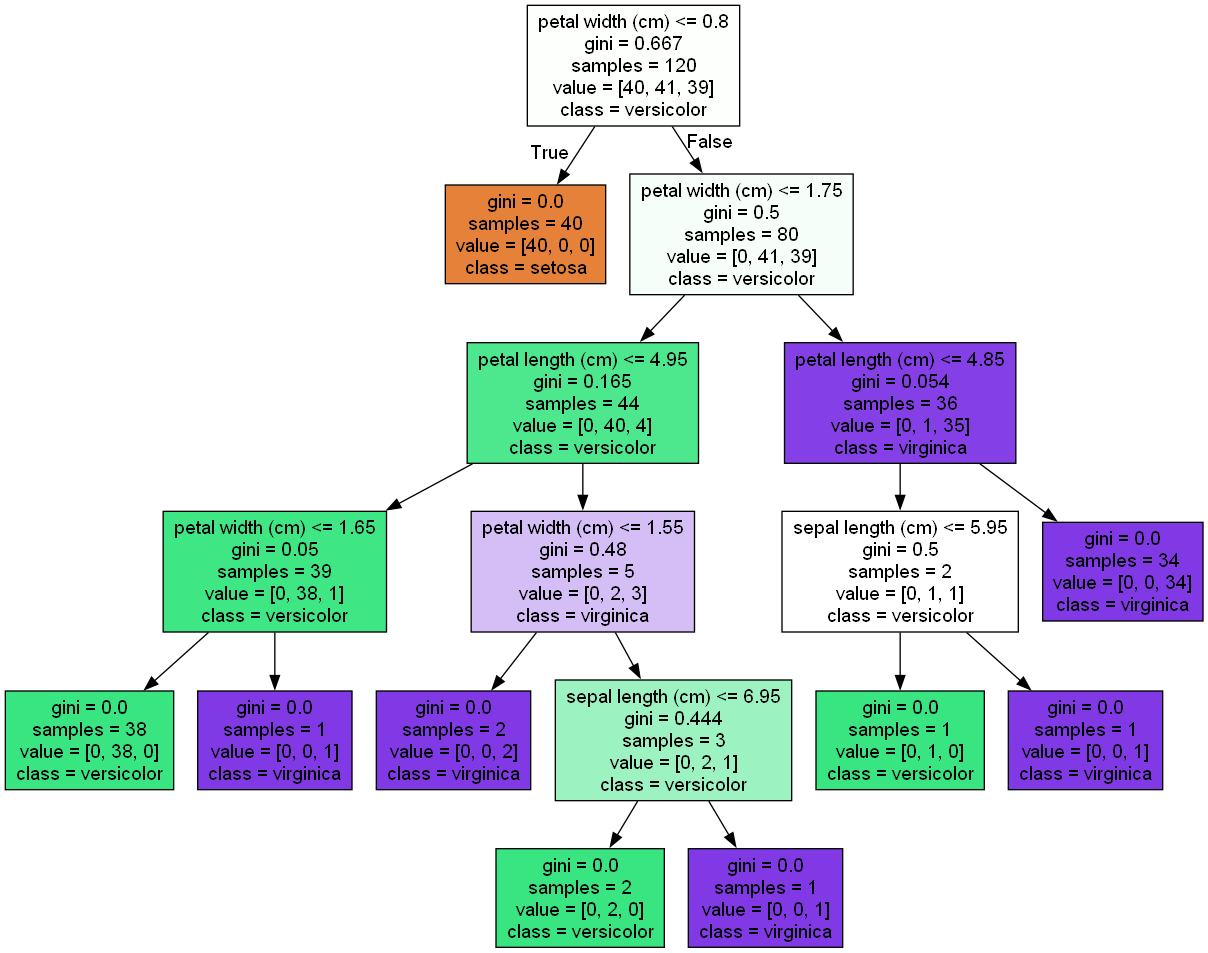 petal width (cm) <= 0.8
gini = 0.667
samples = 120
value = [40, 41, 39]
class = versicolor
True
False
gini = 0.0
samples = 40
value = [40, 0, 0]
class = setosa
petal width (cm) <= 1.75
gini = 0.5
samples = 80
value = [0, 41, 39]
class = versicolor
petal length (cm) <= 4.95
gini = 0.165
samples = 44
value = [0, 40, 4]
class = versicolor
petal length (cm) <= 4.85
gini = 0.054
samples = 36
value = [0, 1, 35]
class = virginica
petal width (cm) <= 1.65
gini = 0.05
samples = 39
value = [0, 38, 1]
class = versicolor
petal width (cm) <= 1.55
gini = 0.48
samples = 5
value = [0, 2, 3]
class = virginica
sepal length (cm) <= 5.95
gini = 0.5
samples = 2
value = [0, 1, 1]
class = versicolor
gini = 0.0
samples = 34
value = [0, 0, 34]
class = virginica
gini = 0.0
samples = 38
value = [0, 38, 0]
class = versicolor
gini = 0.0
samples = 1
value = [0, 0, 1]
class = virginica
gini = 0.0
samples = 2
value = [0, 0, 2]
class = virginica
sepal length (cm) <= 6.95
gini = 0.444
samples = 3
value = [0, 2, 1]
class = versicolor
gini = 0.0
samples = 1
value = [0, 1, 0]
class = versicolor
gini = 0.0
samples = 1
value = [0, 0, 1]
class = virginica
gini = 0.0
samples = 2
value = [0, 2, 0]
class = versicolor
gini = 0.0
samples = 1
value = [0, 0, 1]
class = virginica